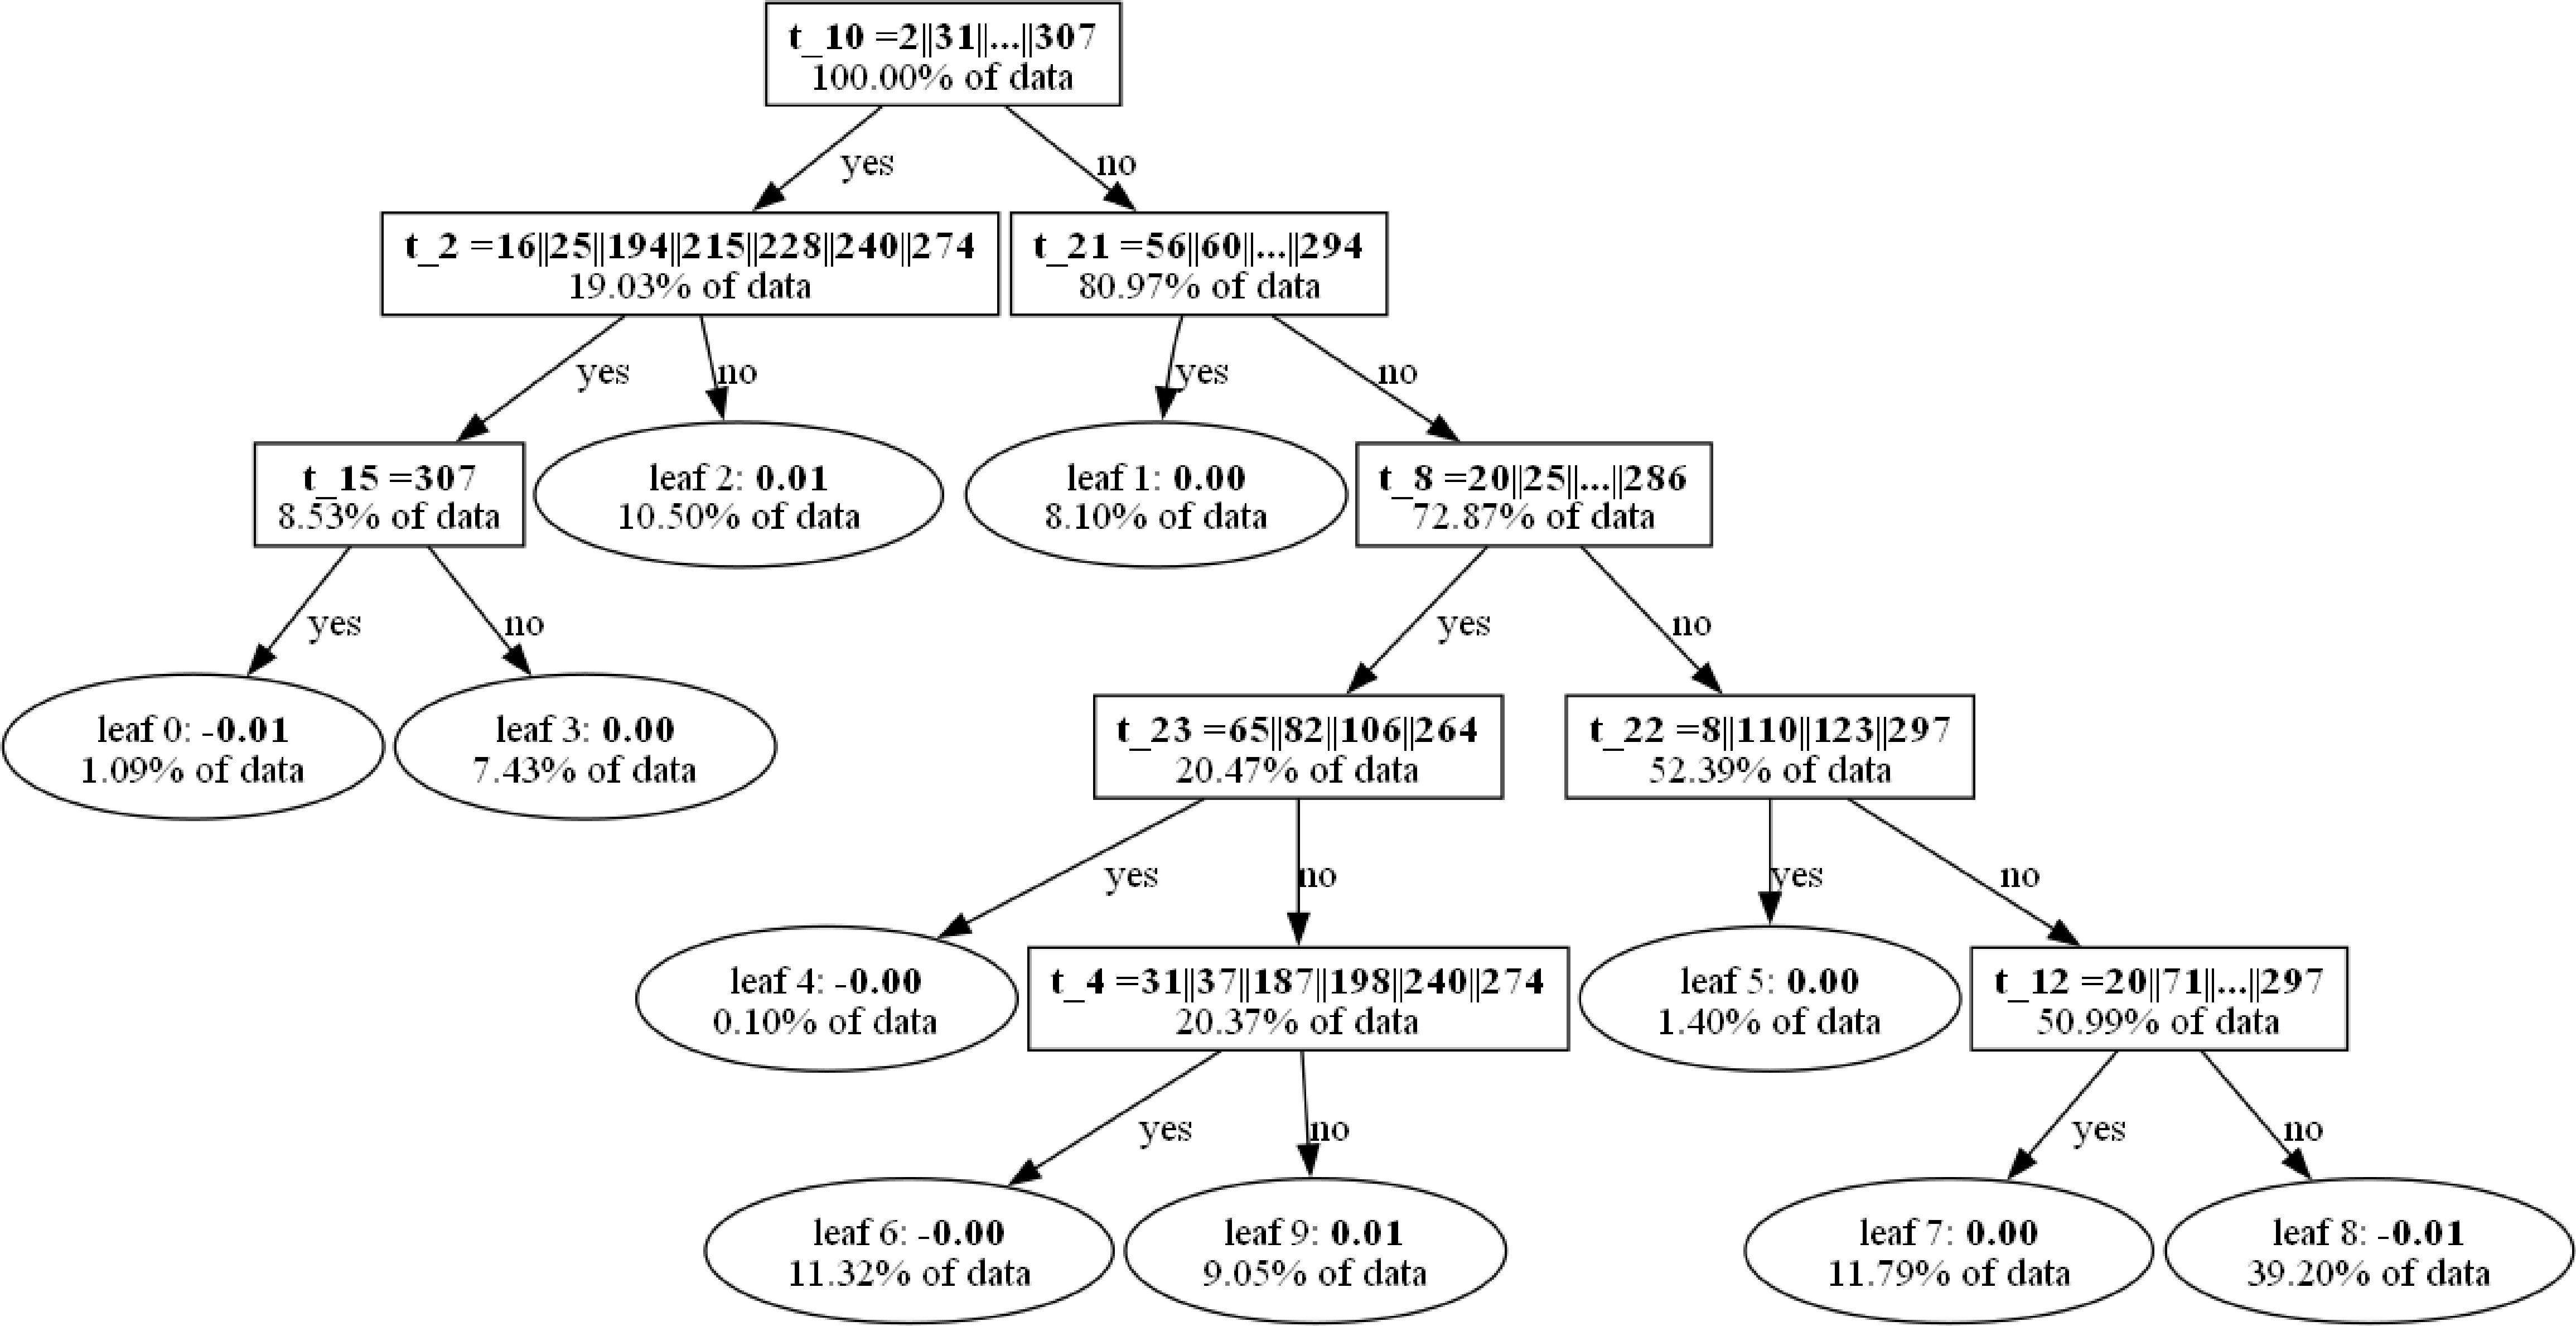 t_10 =2||31||...||307
100.00% of data
yes
no
t_2 =16||25||194||215||228||240||274
19.03% of data
t_21 =56||60||...||294
80.97% of data
yes
no
yes
no
t_15 =307
8.53% of data
leaf 2: 0.01
10.50% of data
leaf 1: 0.00
8.10% of data
t_8 =20||25||...||286
72.87% of data
yes
no
yes
no
leaf 0: -0.01
1.09% of data
leaf 3: 0.00
7.43% of data
t_23 =65||82||106||264
20.47% of data
t_22 =8||110||123||297
52.39% of data
yes
no
yes
no
leaf 4: -0.00
0.10% of data
t_4 =31||37||187||198||240||274
20.37% of data
leaf 5: 0.00
1.40% of data
t_12 =20||71||...||297
50.99% of data
yes
no
yes
no
leaf 6: -0.00
11.32% of data
leaf 9: 0.01
9.05% of data
leaf 7: 0.00
11.79% of data
leaf 8: -0.01
39.20% of data